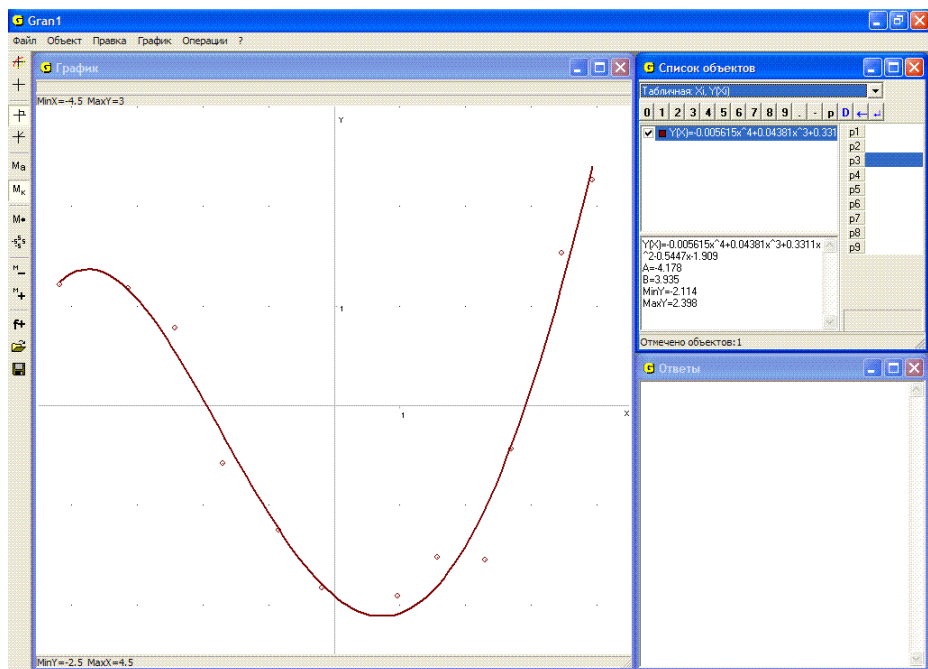 Gran1
Файл Объект Правка График Операции ?
График
MinX=-4.5 MaxY=3
Y
1
1
X
MinY=-2.5 MaxX=4.5
Список объектов
Табличная: Xi, Y(Xi)
0 1 2 3 4 5 6 7 8 9 . - p D ← ↵
Y(X)=-0.005615x^4+0.04381x^3+0.331
p1
p2
p3
p4
p5
p6
p7
p8
p9
Y(X)=-0.005615x^4+0.04381x^3+0.3311x
^2-0.5447x-1.909
A=-4.178
B=3.935
MinY=-2.114
MaxY=2.398
Отмечено объектов:1
Ответы